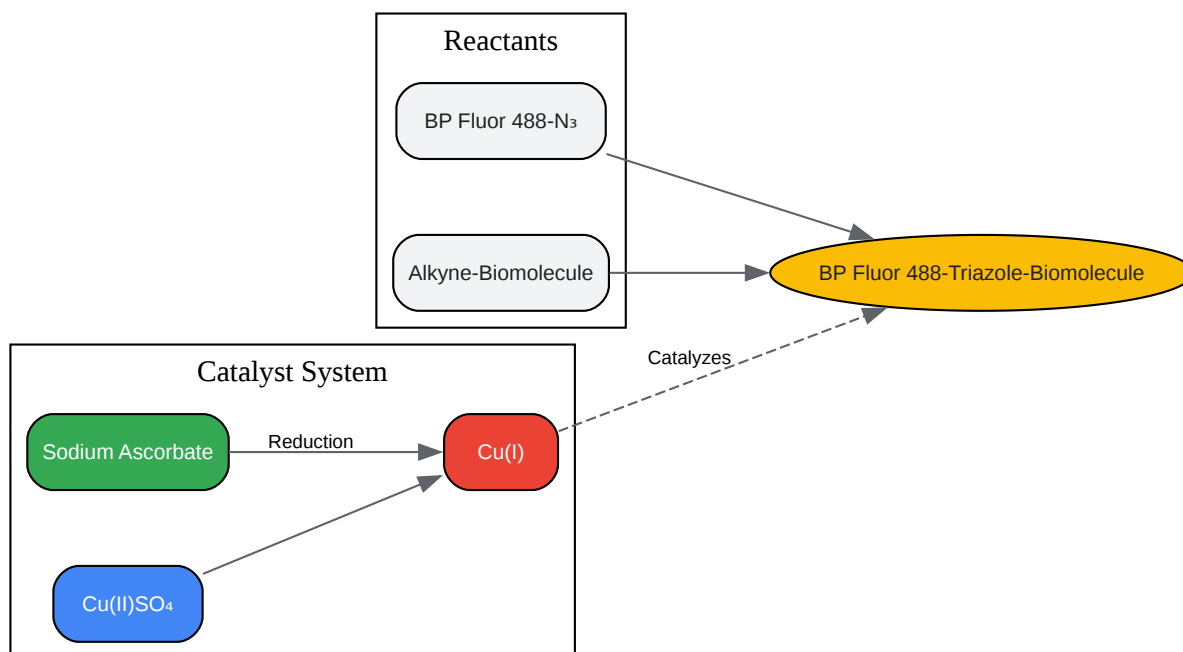 Reactants
BP Fluor 488-N₃
Alkyne-Biomolecule
BP Fluor 488-Triazole-Biomolecule
Catalyzes
Catalyst System
Sodium Ascorbate
Reduction
Cu(I)
Cu(II)SO₄